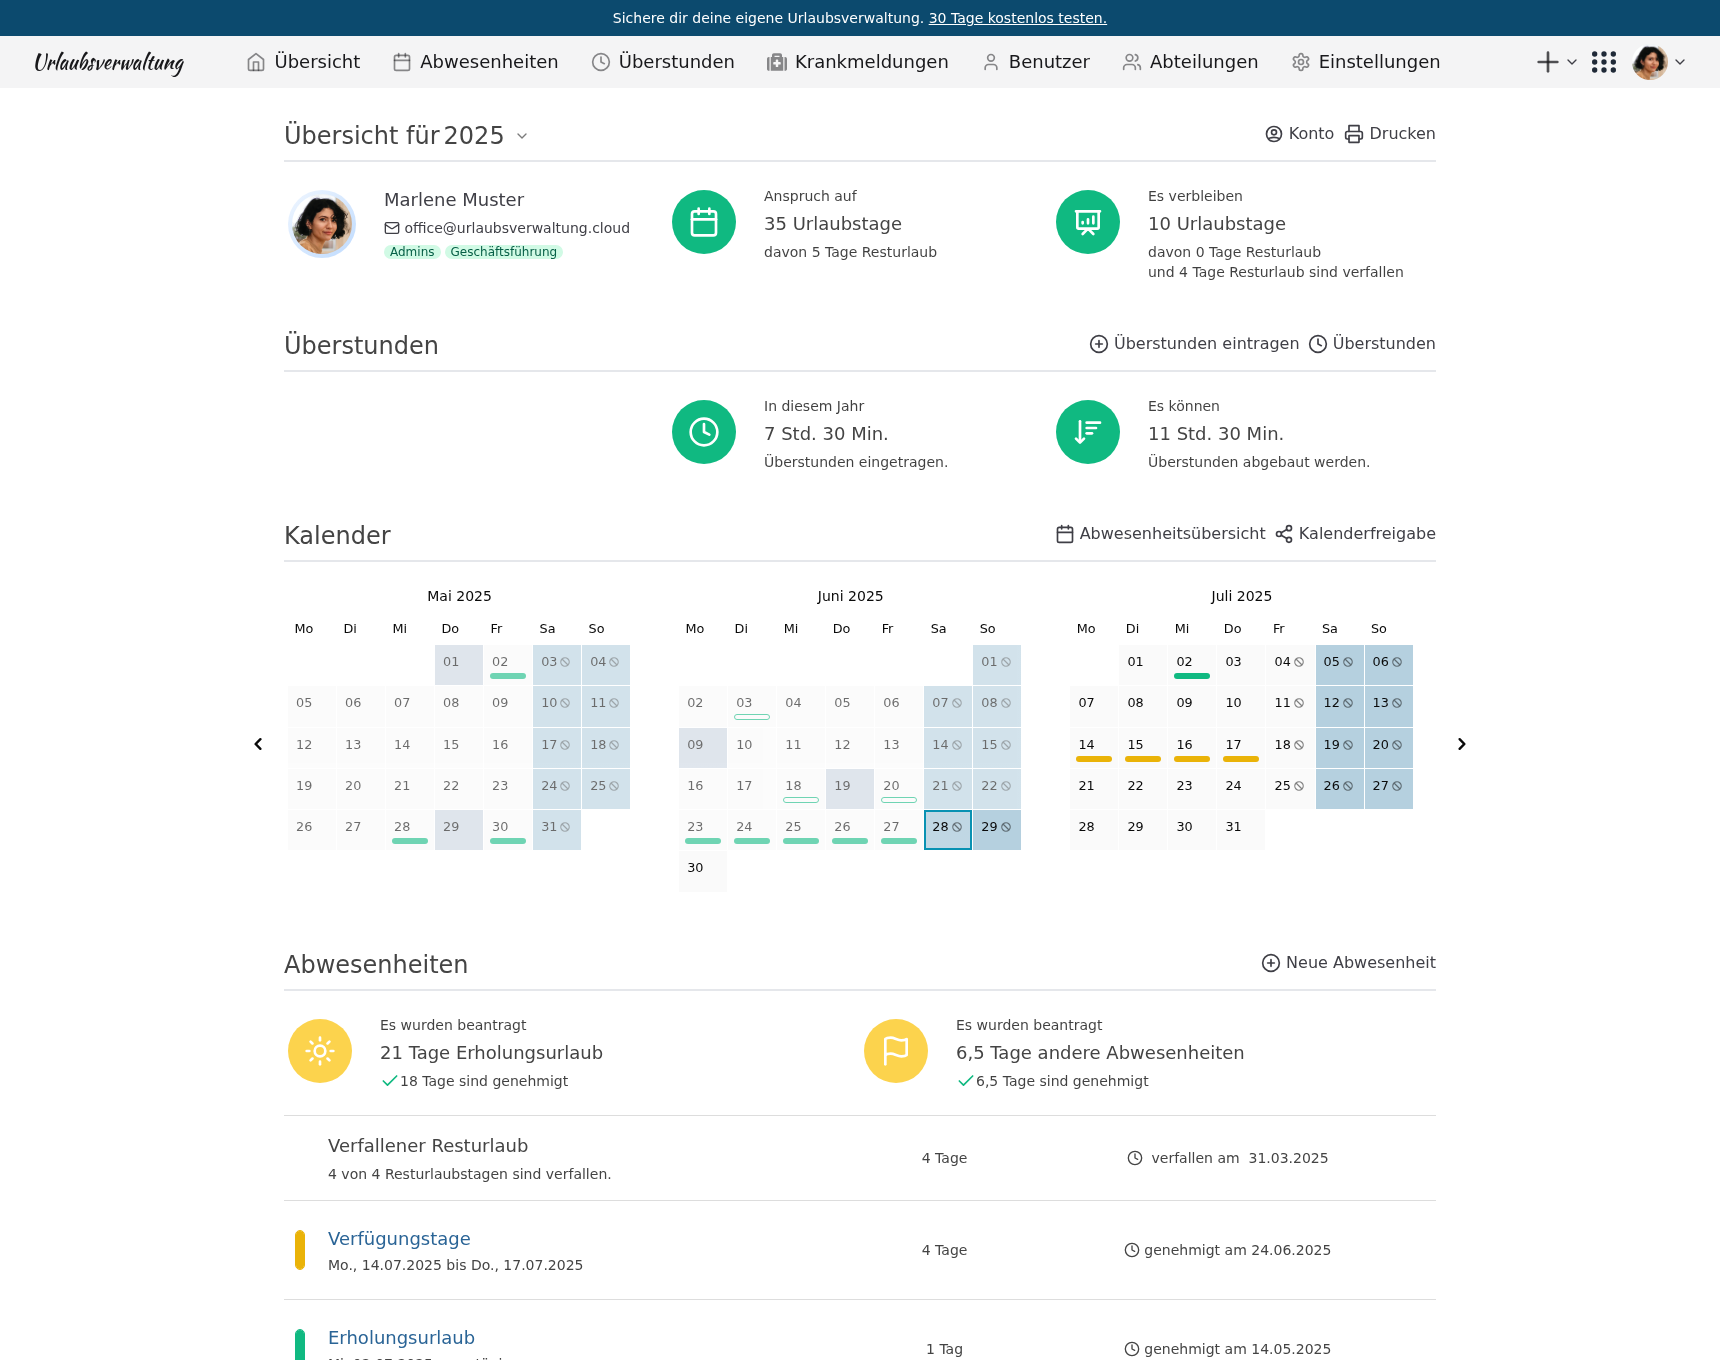 Sichere dir deine eigene Urlaubsverwaltung. 30 Tage kostenlos testen.
Urlaubsverwaltung Übersicht Abwesenheiten Überstunden Krankmeldungen Benutzer Abteilungen Einstellungen
Übersicht für 2025 Konto Drucken
Marlene Muster
office@urlaubsverwaltung.cloud
Admins Geschäftsführung
Anspruch auf
35 Urlaubstage
davon 5 Tage Resturlaub
Es verbleiben
10 Urlaubstage
davon 0 Tage Resturlaub
und 4 Tage Resturlaub sind verfallen
Überstunden Überstunden eintragen Überstunden
In diesem Jahr
7 Std. 30 Min.
Überstunden eingetragen.
Es können
11 Std. 30 Min.
Überstunden abgebaut werden.
Kalender Abwesenheitsübersicht Kalenderfreigabe
Mai 2025
Mo Di Mi Do Fr Sa So
01 02 03 04
05 06 07 08 09 10 11
12 13 14 15 16 17 18
19 20 21 22 23 24 25
26 27 28 29 30 31
Juni 2025
Mo Di Mi Do Fr Sa So
01
02 03 04 05 06 07 08
09 10 11 12 13 14 15
16 17 18 19 20 21 22
23 24 25 26 27 28 29
30
Juli 2025
Mo Di Mi Do Fr Sa So
01 02 03 04 05 06
07 08 09 10 11 12 13
14 15 16 17 18 19 20
21 22 23 24 25 26 27
28 29 30 31
Abwesenheiten Neue Abwesenheit
Es wurden beantragt
21 Tage Erholungsurlaub
18 Tage sind genehmigt
Es wurden beantragt
6,5 Tage andere Abwesenheiten
6,5 Tage sind genehmigt
Verfallener Resturlaub
4 von 4 Resturlaubstagen sind verfallen.
4 Tage
verfallen am 31.03.2025
Verfügungstage
Mo., 14.07.2025 bis Do., 17.07.2025
4 Tage
genehmigt am 24.06.2025
Erholungsurlaub
1 Tag
genehmigt am 14.05.2025